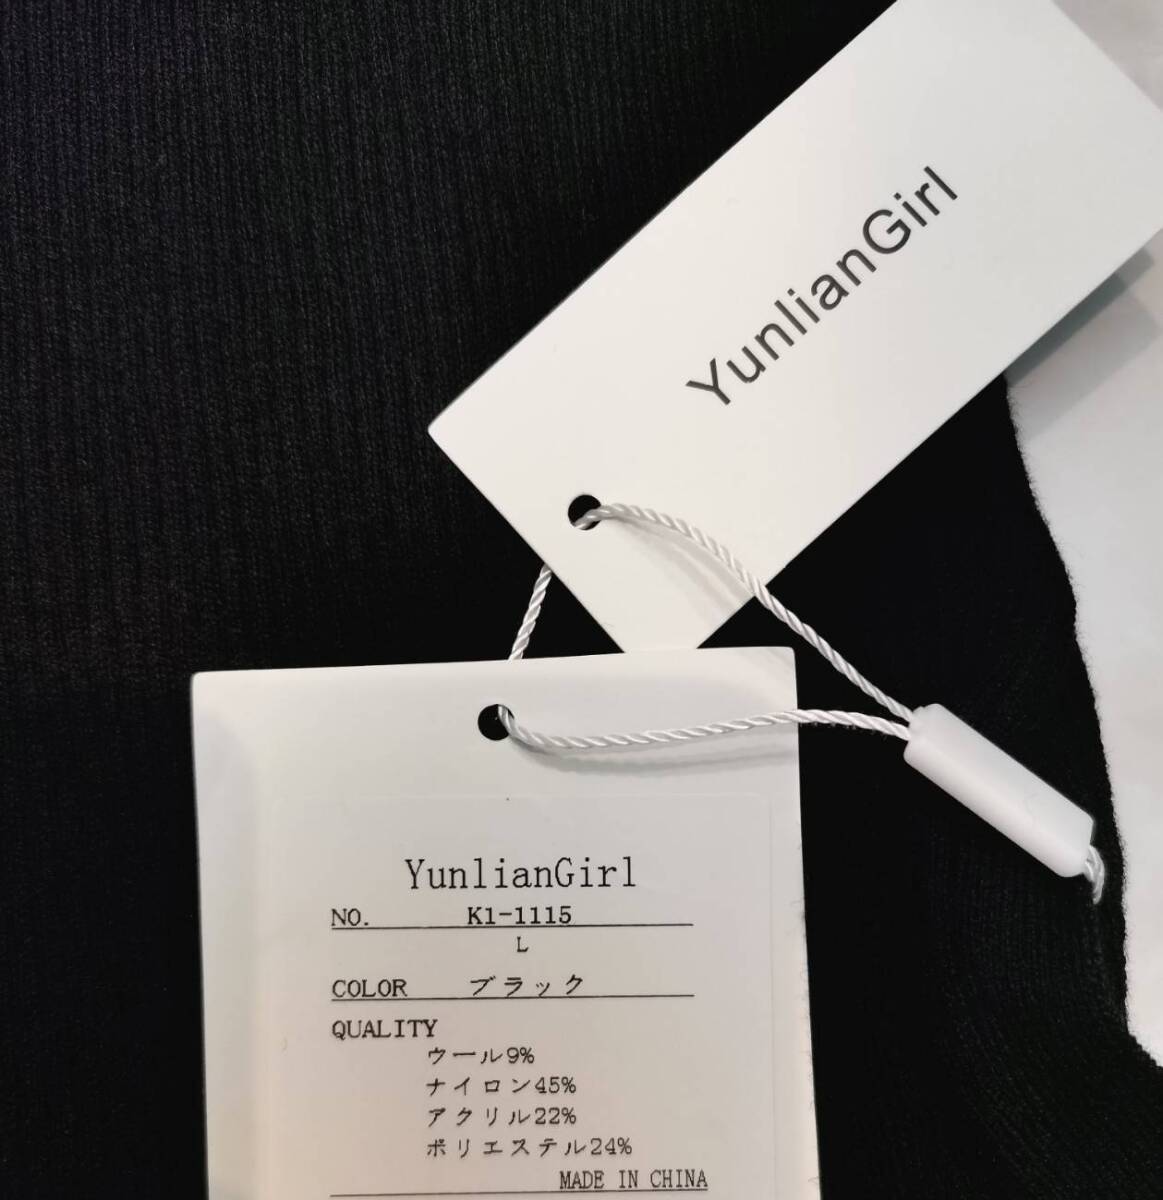 YunlianGirl
YunlianGirl
NO. K1-1115
L
COLOR ブラック
QUALITY
ウール9%
ナイロン45%
アクリル22%
ポリエステル24%
MADE IN CHINA